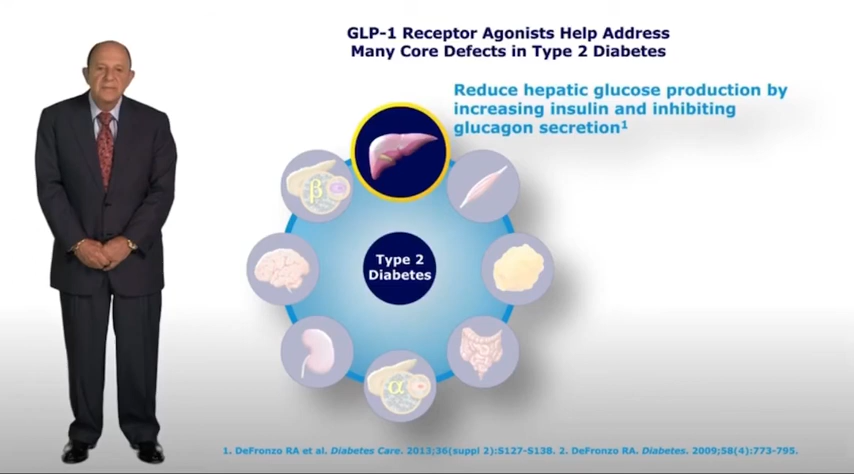 GLP-1 Receptor Agonists Help Address
Many Core Defects in Type 2 Diabetes
Reduce hepatic glucose production by
increasing insulin and inhibiting
glucagon secretion¹
β
Type 2
Diabetes
α
1. DeFronzo RA et al. Diabetes Care. 2013;36(suppl 2):S127-S138. 2. DeFronzo RA. Diabetes. 2009;58(4):773-795.